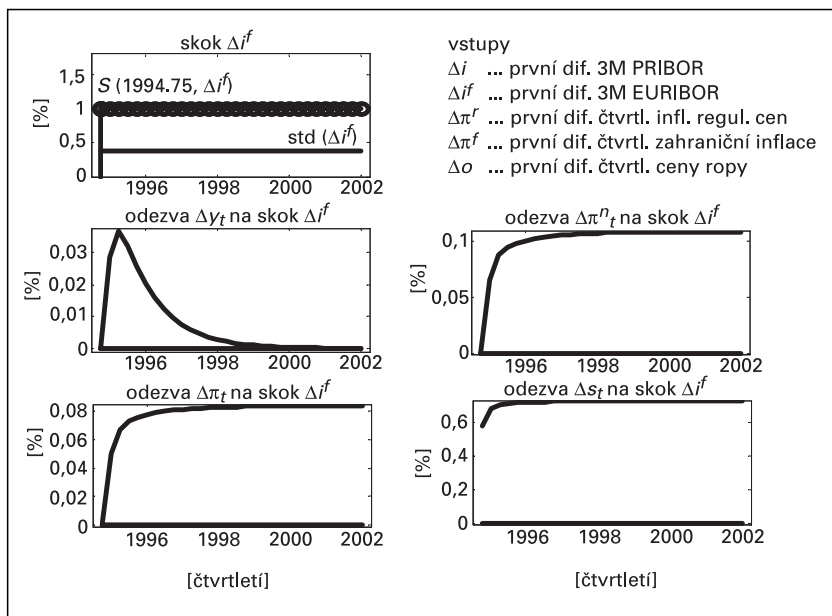 skok Δi^f
[%]
1,5
1
0,5
0
S (1994.75, Δi^f)
std (Δi^f)
1996 1998 2000 2002
vstupy
Δi ... první dif. 3M PRIBOR
Δi^f ... první dif. 3M EURIBOR
Δπ^r ... první dif. čtvrtl. infl. regul. cen
Δπ^f ... první dif. čtvrtl. zahraniční inflace
Δo ... první dif. čtvrtl. ceny ropy
odezva Δy_t na skok Δi^f
[%]
0,03
0,02
0,01
0
1996 1998 2000 2002
odezva Δπ^n_t na skok Δi^f
[%]
0,1
0,05
0
1996 1998 2000 2002
odezva Δπ_t na skok Δi^f
[%]
0,08
0,06
0,04
0,02
0
1996 1998 2000 2002
[čtvrtletí]
odezva Δs_t na skok Δi^f
[%]
0,6
0,4
0,2
0
1996 1998 2000 2002
[čtvrtletí]